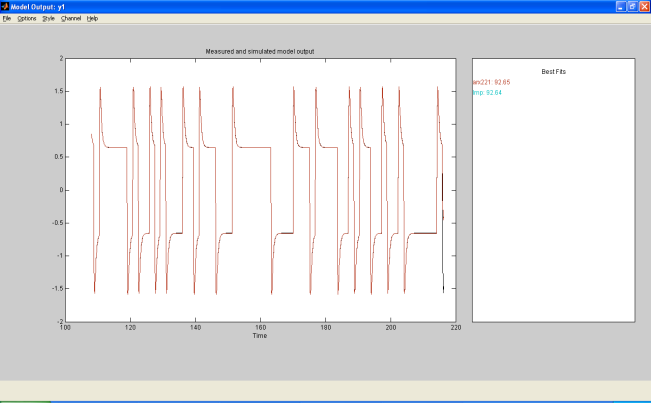 Model Output: y1
File Options Style Channel Help
Measured and simulated model output
2
1.5
1
0.5
0
-0.5
-1
-1.5
-2
100 120 140 160 180 200 220
Time
Best Fits
arx221: 92.65
imp: 92.64